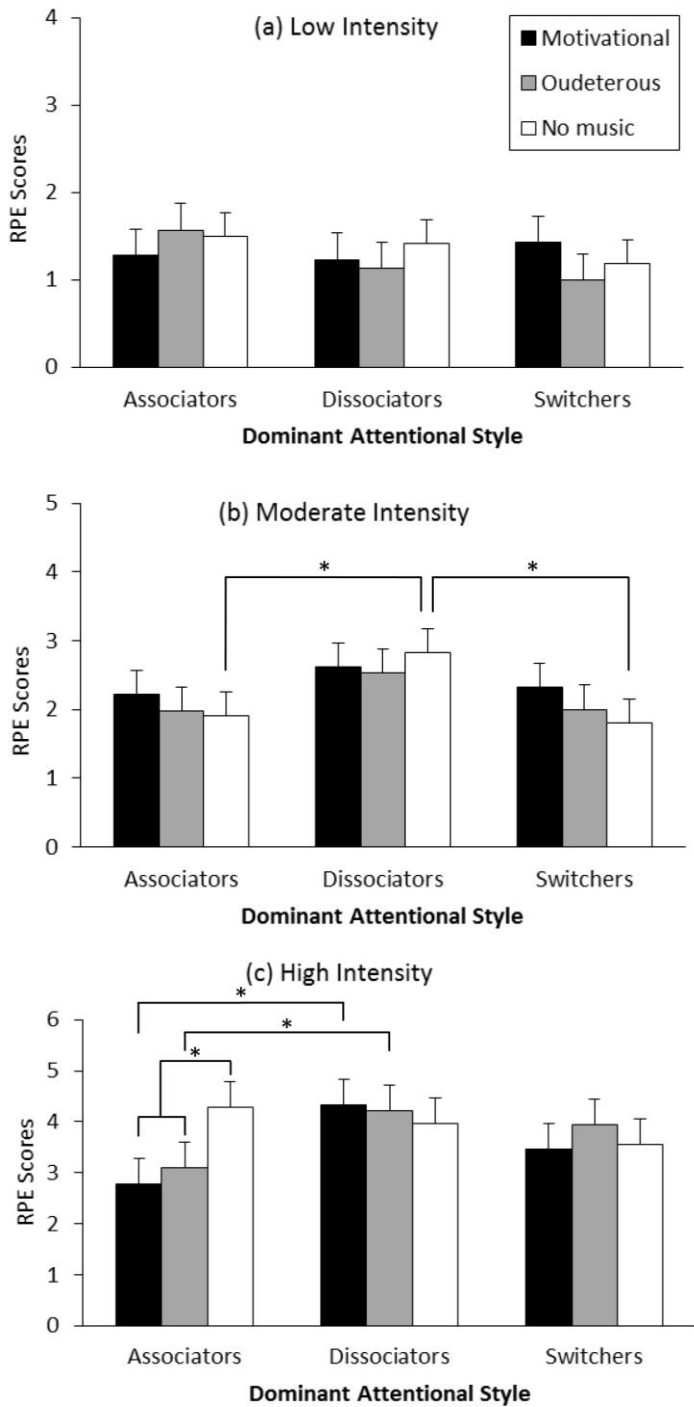 (a) Low Intensity
Motivational
Oudeterous
No music
4
3
2
1
0
RPE Scores
Associators Dissociators Switchers
Dominant Attentional Style
(b) Moderate Intensity
5
4
3
2
1
0
RPE Scores
* *
Associators Dissociators Switchers
Dominant Attentional Style
(c) High Intensity
6
5
4
3
2
1
0
RPE Scores
*
*
*
Associators Dissociators Switchers
Dominant Attentional Style